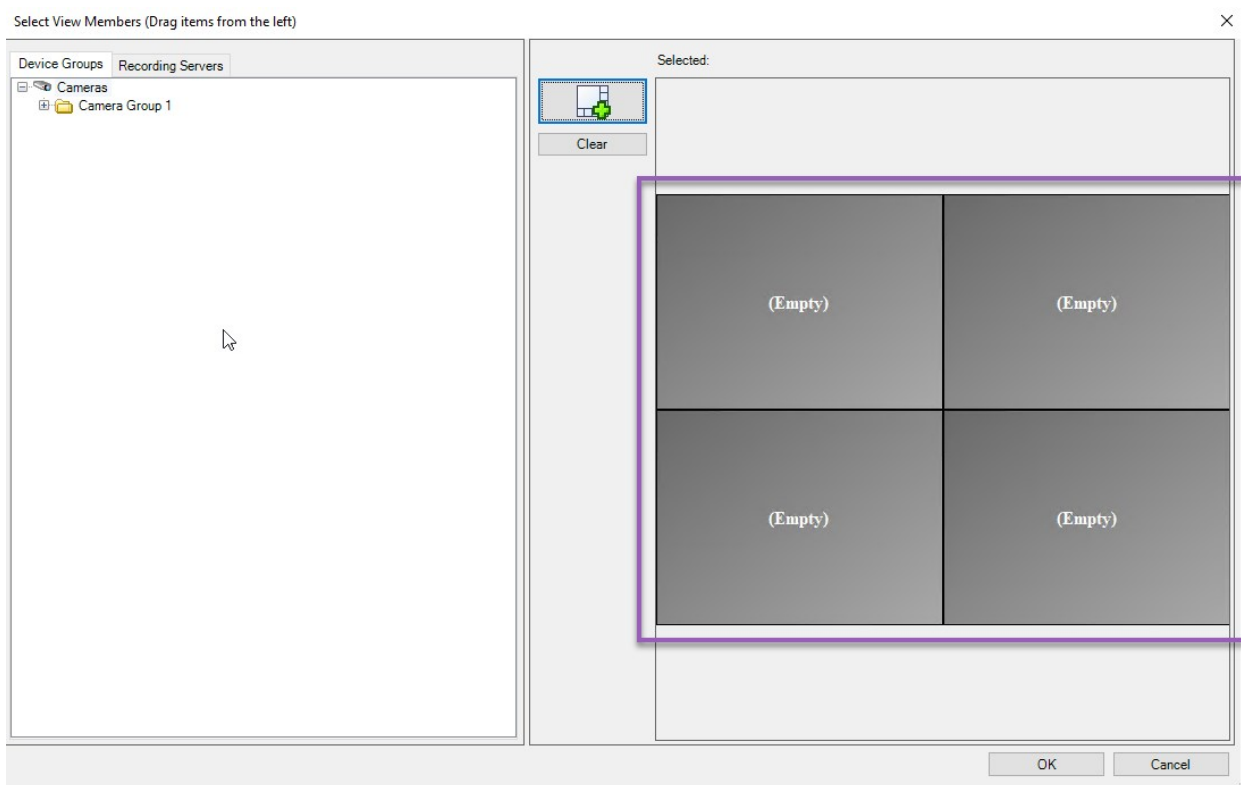 Select View Members (Drag items from the left)
Device Groups
Recording Servers
Cameras
Camera Group 1
Clear
Selected:
(Empty)
(Empty)
(Empty)
(Empty)
OK
Cancel